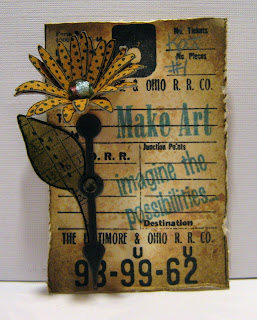 No. Tickets
No. Pieces
#1
& OHIO R. R. CO.
Make Art
Junction Points
O. R. R.
imagine the
possibilities...
Destination
THE BALTIMORE & OHIO R. R. CO.
93-99-62